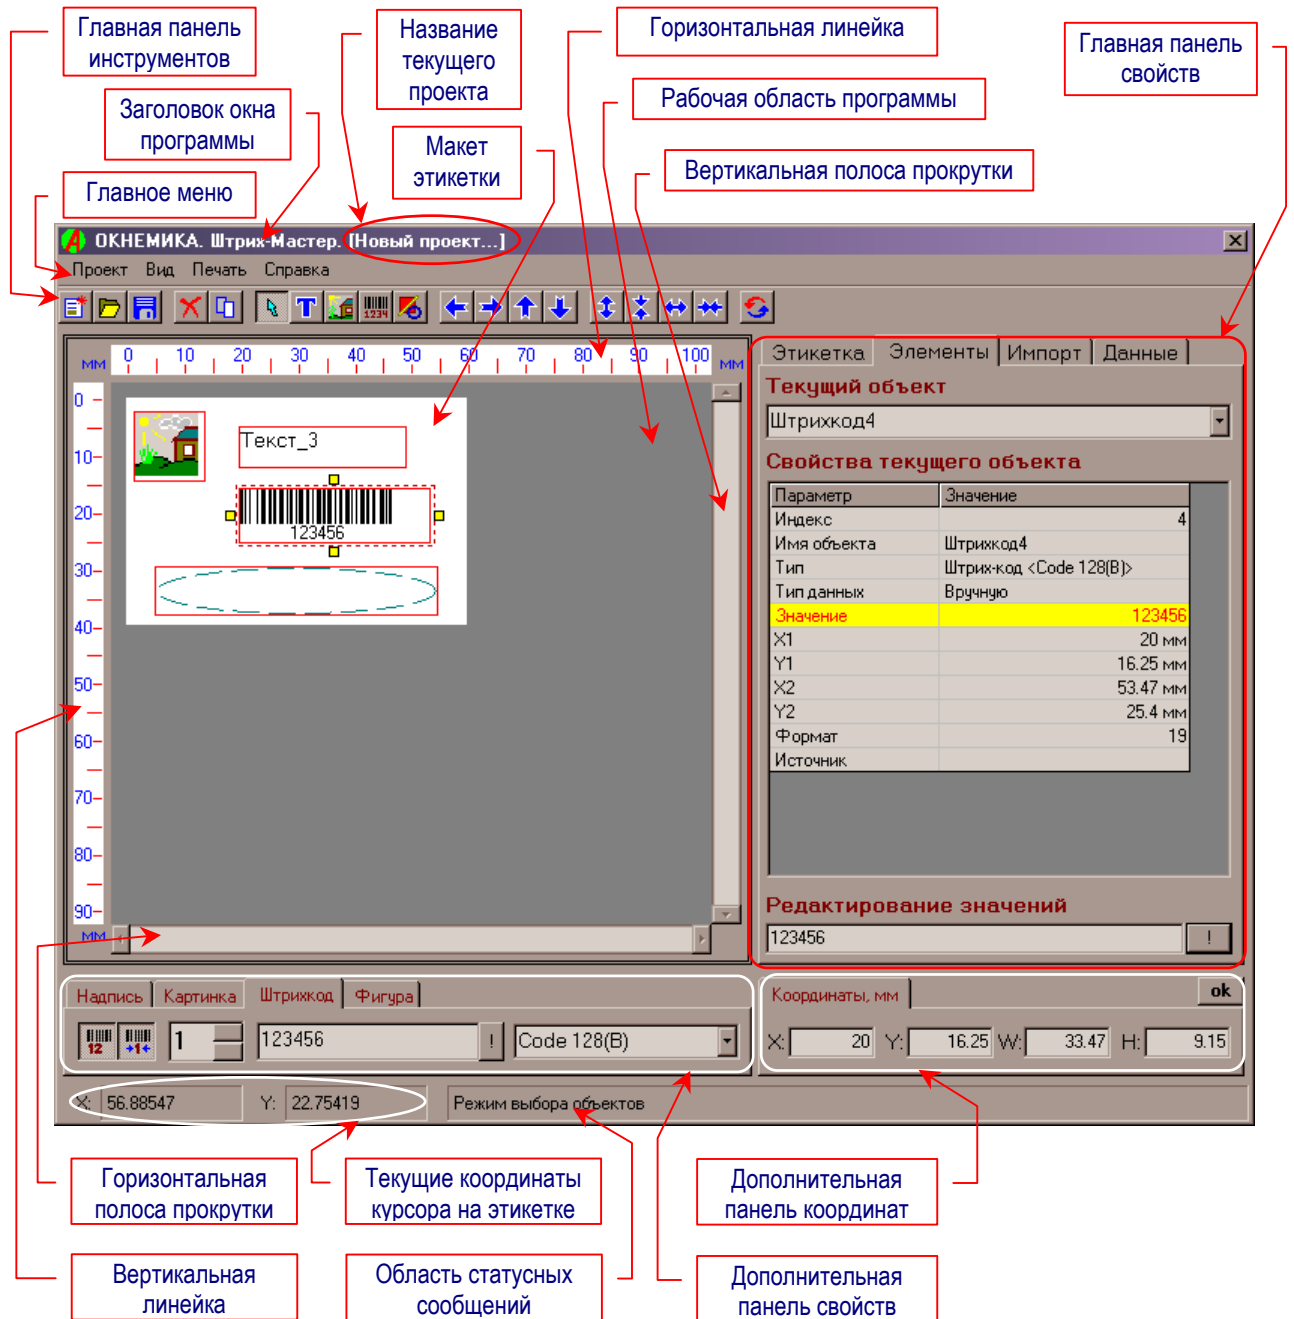 Главная панель
инструментов
Название
текущего
проекта
Горизонтальная линейка
Главная панель
свойств
Заголовок окна
программы
Рабочая область программы
Макет
этикетки
Вертикальная полоса прокрутки
Главное меню
ОКНЕМИКА. Штрих-Мастер. [Новый проект...]
Проект Вид Печать Справка
1234
мм 0 10 20 30 40 50 60 70 80 90 100 мм
0
10
20
30
40
50
60
70
80
90
мм
Текст_3
123456
Этикетка Элементы Импорт Данные
Текущий объект
Штрихкод4
Свойства текущего объекта
Параметр Значение
Индекс 4
Имя объекта Штрихкод4
Тип Штрих-код <Code 128(B)>
Тип данных Вручную
Значение 123456
X1 20 мм
Y1 16.25 мм
X2 53.47 мм
Y2 25.4 мм
Формат 19
Источник
Редактирование значений
123456 !
Надпись Картинка Штрихкод Фигура
12 +1+ 1 123456 ! Code 128(B)
Координаты, мм ok
X: 20 Y: 16.25 W: 33.47 H: 9.15
X: 56.88547 Y: 22.75419 Режим выбора объектов
Горизонтальная
полоса прокрутки
Текущие координаты
курсора на этикетке
Дополнительная
панель координат
Вертикальная
линейка
Область статусных
сообщений
Дополнительная
панель свойств